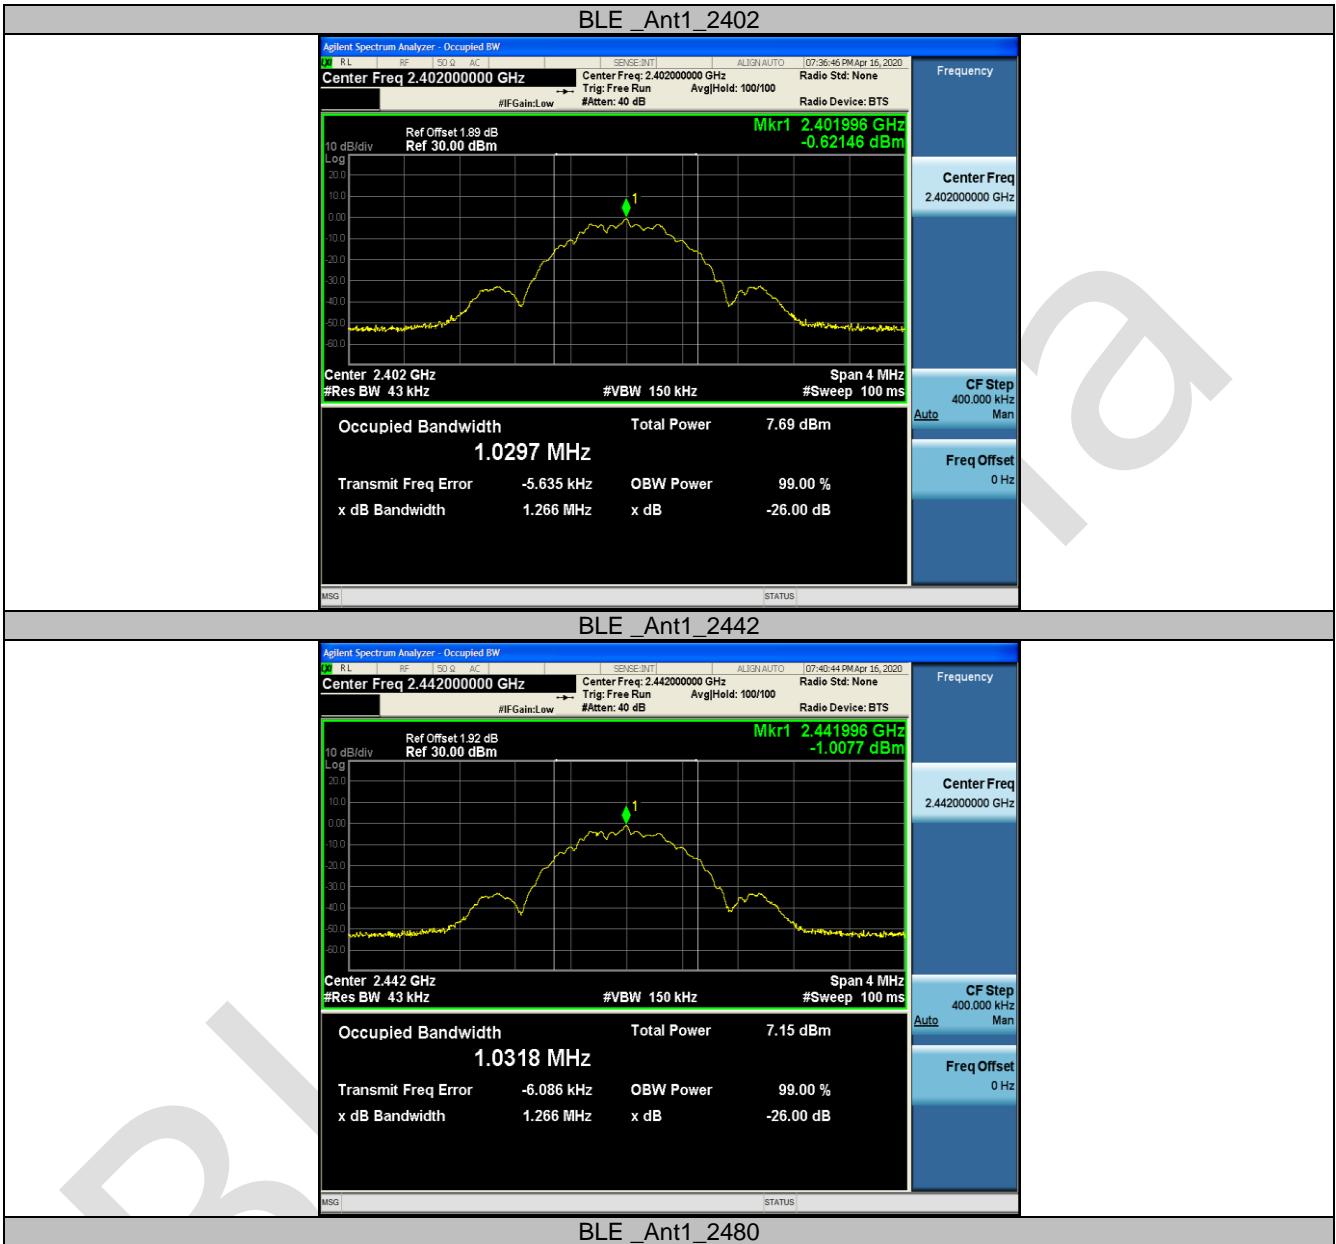 BLE _Ant1_2402
Agilent Spectrum Analyzer - Occupied BW
RL RF 50 Ω AC SENSE:INT ALIGN AUTO 07:36:46 PM Apr 16, 2020
Center Freq 2.402000000 GHz
Center Freq: 2.402000000 GHz
Radio Std: None
Trig: Free Run Avg|Hold: 100/100
#IFGain:Low #Atten: 40 dB Radio Device: BTS
Frequency
Mkr1 2.401996 GHz
-0.62146 dBm
Ref Offset 1.89 dB
10 dB/div Ref 30.00 dBm
Log
20.0
10.0
0.00
-10.0
-20.0
-30.0
-40.0
-50.0
-60.0
1
Center 2.402 GHz Span 4 MHz
#Res BW 43 kHz #VBW 150 kHz #Sweep 100 ms
Center Freq
2.402000000 GHz
CF Step
400.000 kHz
Auto Man
Freq Offset
0 Hz
Occupied Bandwidth Total Power 7.69 dBm
1.0297 MHz
Transmit Freq Error -5.635 kHz OBW Power 99.00 %
x dB Bandwidth 1.266 MHz x dB -26.00 dB
MSG STATUS
BLE _Ant1_2442
Agilent Spectrum Analyzer - Occupied BW
RL RF 50 Ω AC SENSE:INT ALIGN AUTO 07:40:44 PM Apr 16, 2020
Center Freq 2.442000000 GHz
Center Freq: 2.442000000 GHz
Radio Std: None
Trig: Free Run Avg|Hold: 100/100
#IFGain:Low #Atten: 40 dB Radio Device: BTS
Frequency
Mkr1 2.441996 GHz
-1.0077 dBm
Ref Offset 1.92 dB
10 dB/div Ref 30.00 dBm
Log
20.0
10.0
0.00
-10.0
-20.0
-30.0
-40.0
-50.0
-60.0
1
Center 2.442 GHz Span 4 MHz
#Res BW 43 kHz #VBW 150 kHz #Sweep 100 ms
Center Freq
2.442000000 GHz
CF Step
400.000 kHz
Auto Man
Freq Offset
0 Hz
Occupied Bandwidth Total Power 7.15 dBm
1.0318 MHz
Transmit Freq Error -6.086 kHz OBW Power 99.00 %
x dB Bandwidth 1.266 MHz x dB -26.00 dB
MSG STATUS
BLE _Ant1_2480